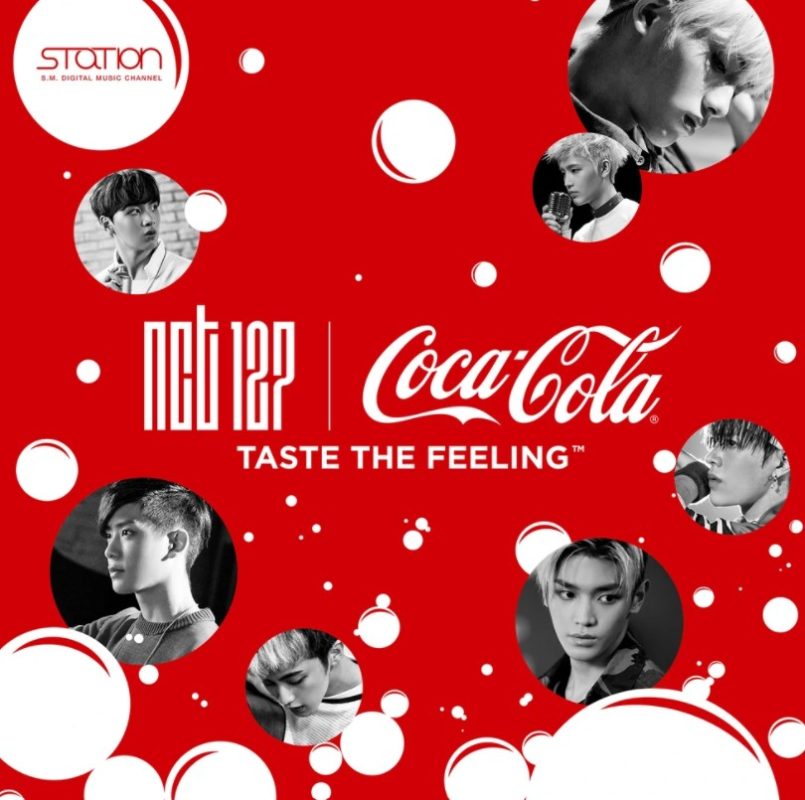 STATION
S.M. DIGITAL MUSIC CHANNEL
nct 127 | Coca-Cola®
TASTE THE FEELING™